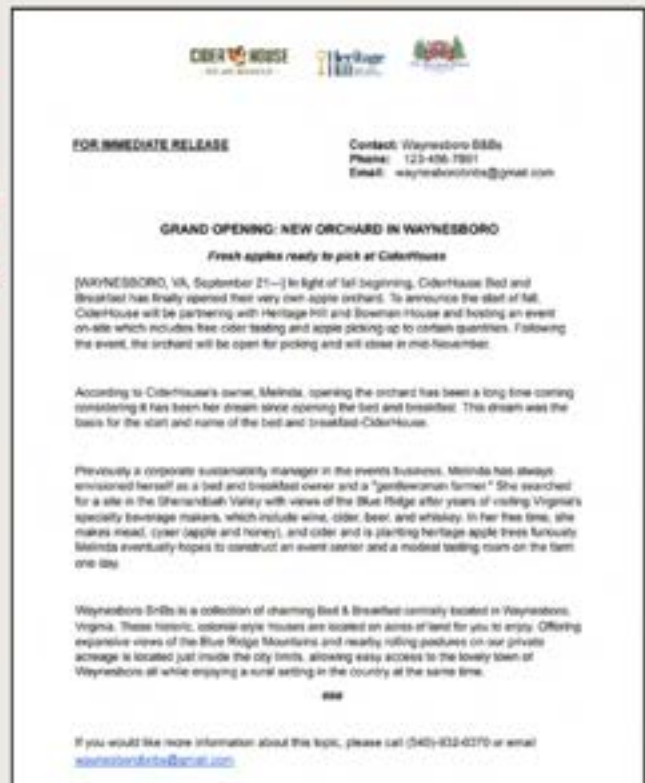 CIDER HOUSE
Heritage
Hill
FOR IMMEDIATE RELEASE
Contact: Waynesboro B&Bs
Phone: 123-456-7891
Email: waynesborobnbs@gmail.com
GRAND OPENING: NEW ORCHARD IN WAYNESBORO
Fresh apples ready to pick at CiderHouse
[WAYNESBORO, VA, September 21—] In light of fall beginning, CiderHouse Bed and
Breakfast has finally opened their very own apple orchard. To announce the start of fall,
CiderHouse will be partnering with Heritage Hill and Bowman House and hosting an event
on-site which includes free cider tasting and apple picking up to certain quantities. Following
the event, the orchard will be open for picking and will close in mid-November.
According to CiderHouse's owner, Melinda, opening the orchard has been a long time coming
considering it has been her dream since opening the bed and breakfast. This dream was the
basis for the start and name of the bed and breakfast-CiderHouse.
Previously a corporate sustainability manager in the events business, Melinda has always
envisioned herself as a bed and breakfast owner and a "gentlewoman farmer." She searched
for a site in the Shenandoah Valley with views of the Blue Ridge after years of visiting Virginia's
specialty beverage makers, which include wine, cider, beer, and whiskey. In her free time, she
makes mead, cyser (apple and honey), and cider and is planting heritage apple trees furiously.
Melinda eventually hopes to construct an event center and a modest tasting room on the farm
one day.
Waynesboro BnBs is a collection of charming Bed & Breakfast centrally located in Waynesboro,
Virginia. These historic, colonial-style houses are located on acres of land for you to enjoy. Offering
expansive views of the Blue Ridge Mountains and nearby rolling pastures on our private
acreage is located just inside the city limits, allowing easy access to the lovely town of
Waynesboro all while enjoying a rural setting in the country at the same time.
###
If you would like more information about this topic, please call (540)-932-0370 or email
waynesborobnbs@gmail.com